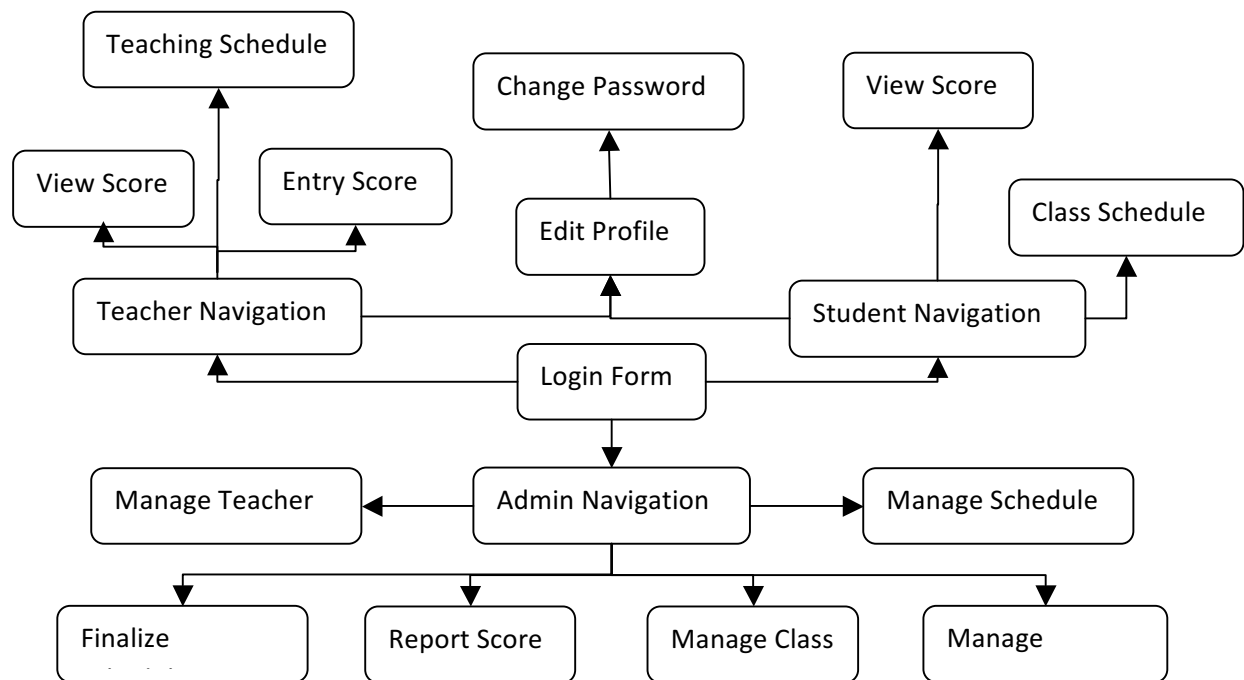 Teaching Schedule
Change Password
View Score
View Score
Entry Score
Class Schedule
Edit Profile
Teacher Navigation
Student Navigation
Login Form
Manage Teacher
Admin Navigation
Manage Schedule
Finalize
Report Score
Manage Class
Manage